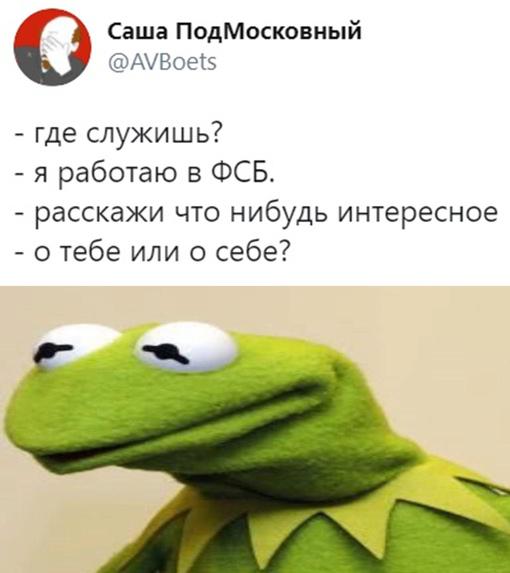 Саша ПодМосковный
@AVBoets
- где служишь?
- я работаю в ФСБ.
- расскажи что нибудь интересное
- о тебе или о себе?